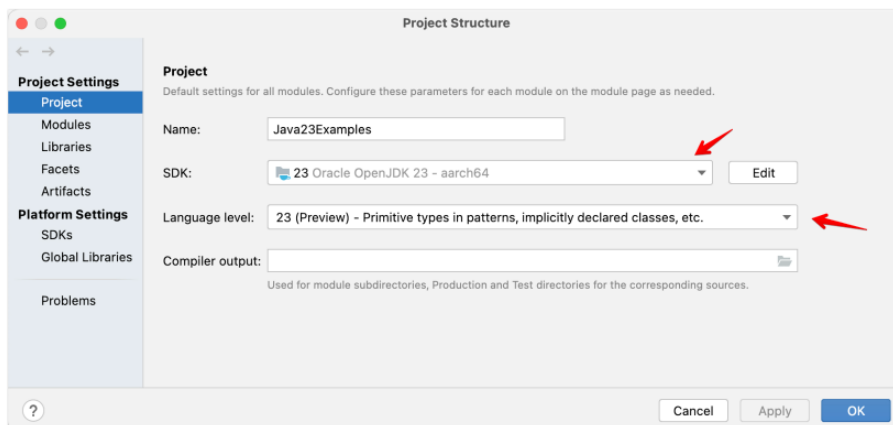 Project Structure
Project Settings
Project
Modules
Libraries
Facets
Artifacts
Platform Settings
SDKs
Global Libraries
Problems
Project
Default settings for all modules. Configure these parameters for each module on the module page as needed.
Name: Java23Examples
SDK: 23 Oracle OpenJDK 23 - aarch64 Edit
Language level: 23 (Preview) - Primitive types in patterns, implicitly declared classes, etc.
Compiler output:
Used for module subdirectories, Production and Test directories for the corresponding sources.
? Cancel Apply OK